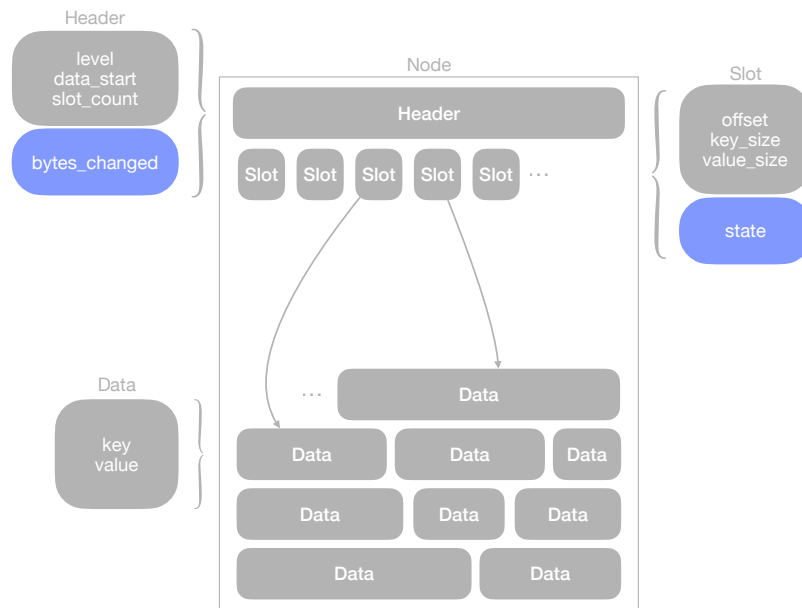 Header
level
data_start
slot_count
bytes_changed
Node
Header
Slot
Slot
Slot
Slot
Slot
...
Slot
offset
key_size
value_size
state
Data
key
value
...
Data
Data
Data
Data
Data
Data
Data
Data
Data